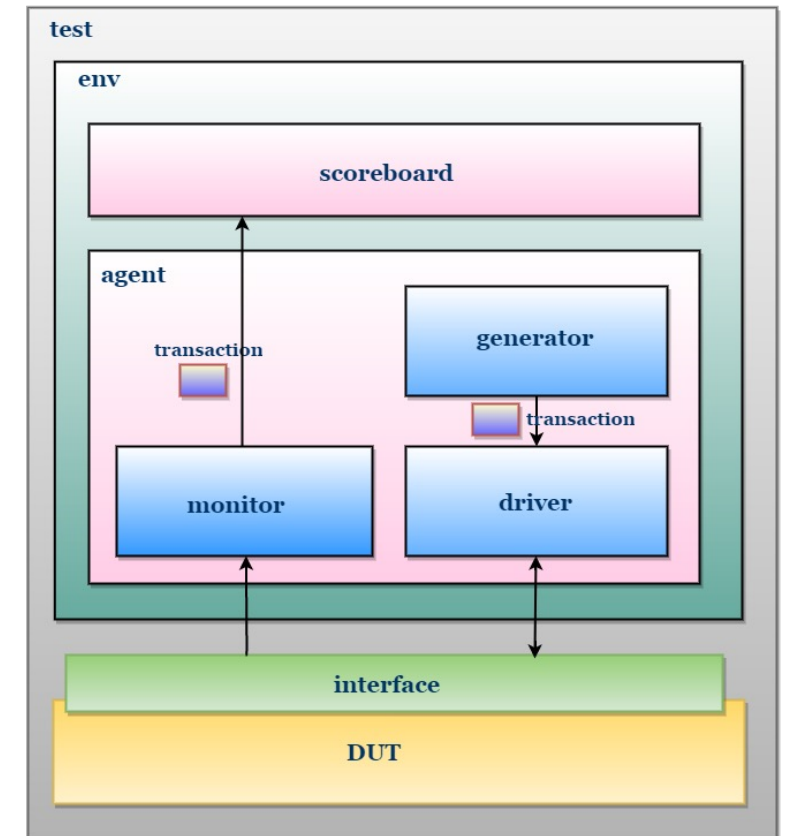 test
env
scoreboard
agent
generator
transaction
transaction
monitor
driver
interface
DUT